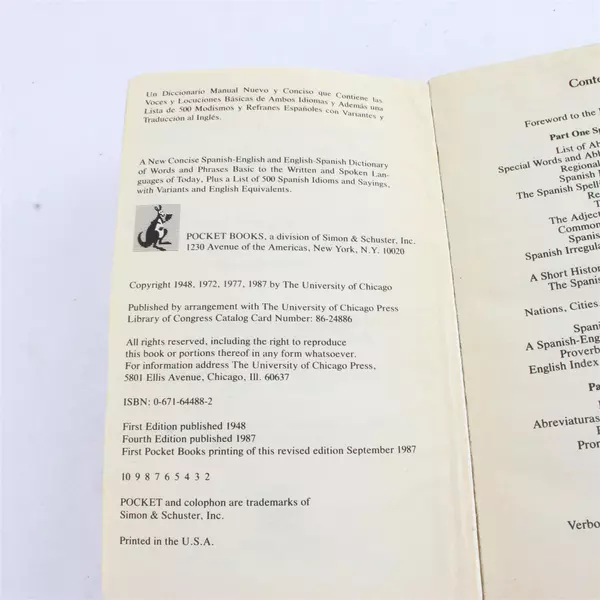 Un Diccionario Manual Nuevo y Conciso que Contiene las
Voces y Locuciones Básicas de Ambos Idiomas y Además una
Lista de 500 Modismos y Refranes Españoles con Variantes y
Traducción al Inglés.
A New Concise Spanish-English and English-Spanish Dictionary
of Words and Phrases Basic to the Written and Spoken Lan-
guages of Today, Plus a List of 500 Spanish Idioms and Sayings,
with Variants and English Equivalents.
POCKET BOOKS, a division of Simon & Schuster, Inc.
1230 Avenue of the Americas, New York, N.Y. 10020
Copyright 1948, 1972, 1977, 1987 by The University of Chicago
Published by arrangement with The University of Chicago Press
Library of Congress Catalog Card Number: 86-24886
All rights reserved, including the right to reproduce
this book or portions thereof in any form whatsoever.
For information address The University of Chicago Press,
5801 Ellis Avenue, Chicago, Ill. 60637
ISBN: 0-671-64488-2
First Edition published 1948
Fourth Edition published 1987
First Pocket Books printing of this revised edition September 1987
10 9 8 7 6 5 4 3 2
POCKET and colophon are trademarks of
Simon & Schuster, Inc.
Printed in the U.S.A.
Conte
Foreword to the
Part One Sp
List of Ab
Special Words and Abb
Regional
Spanish
The Spanish Spell
Re
T
The Adject
Common
Spanis
Spanish Irregula
A Short Histor
The Spanis
Nations, Cities
Spani
A Spanish-Eng
Proverb
English Index
Pa
Abreviaturas
Pron
Verbo